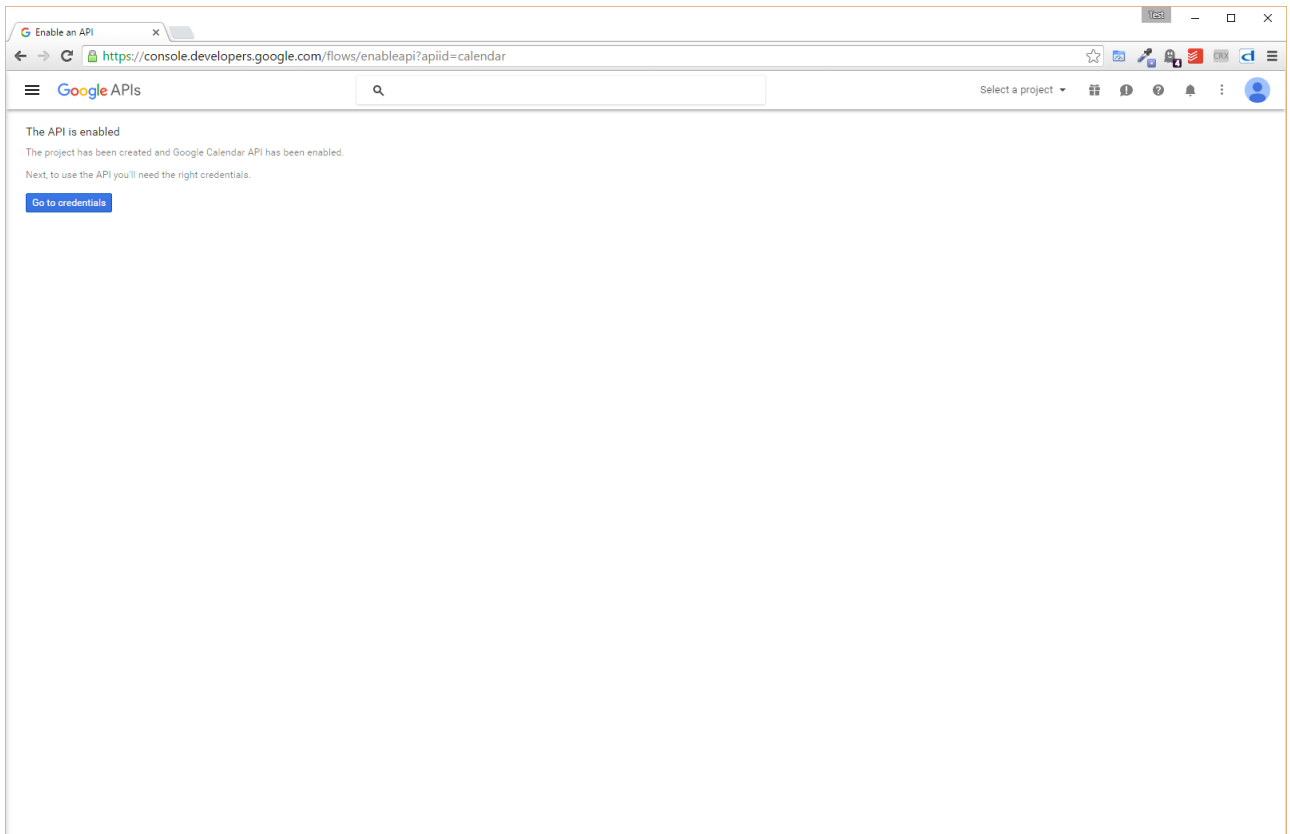 Test
Enable an API
https://console.developers.google.com/flows/enableapi?apiid=calendar
4
CRX
Google APIs
Select a project
The API is enabled
The project has been created and Google Calendar API has been enabled.
Next, to use the API you'll need the right credentials.
Go to credentials